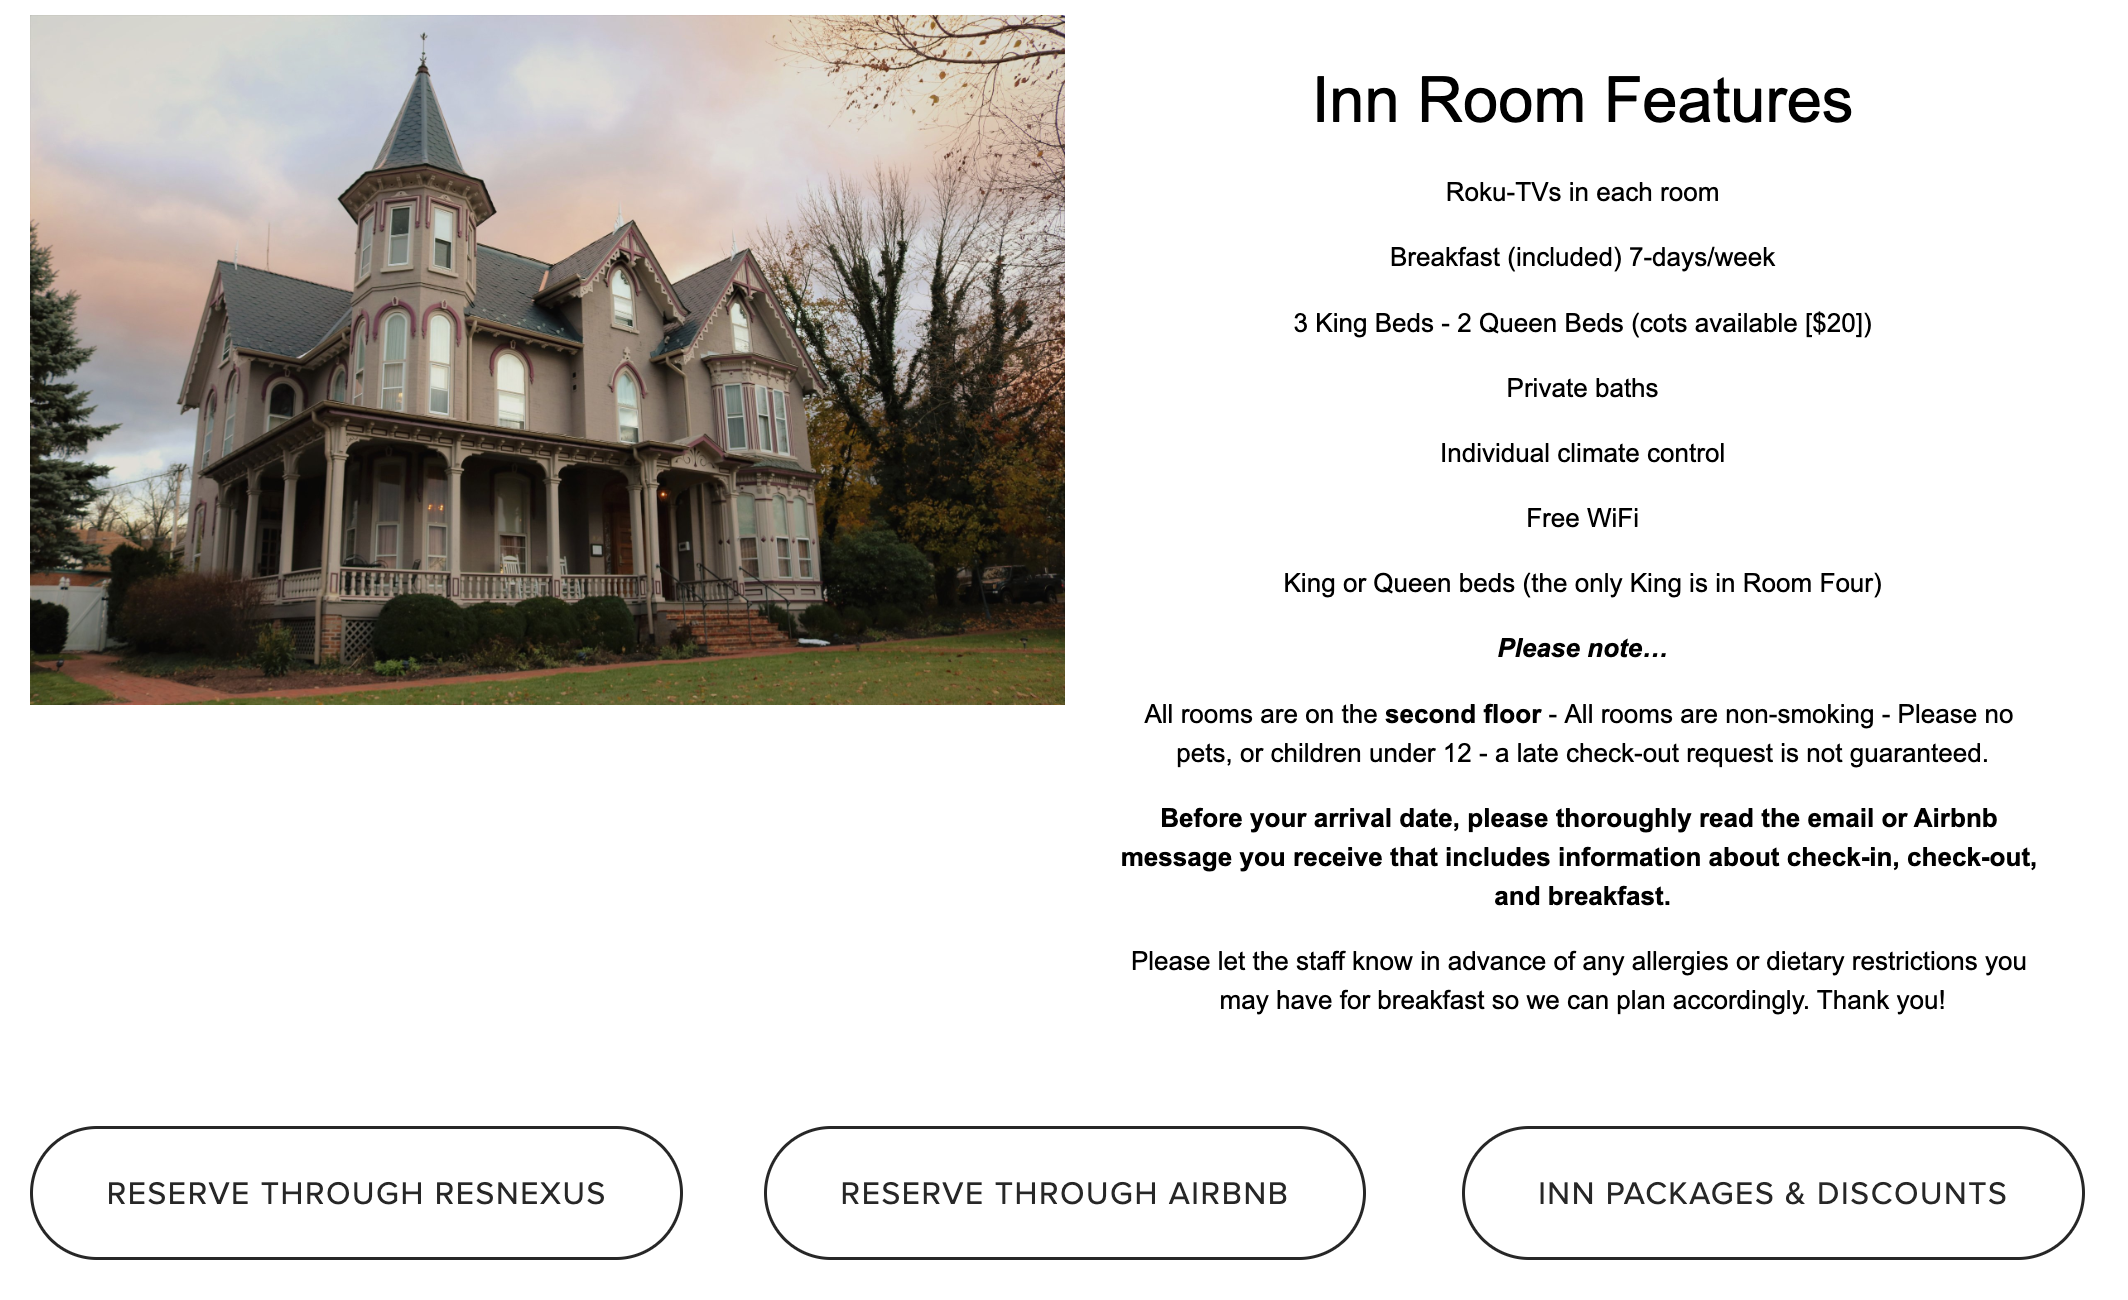 Inn Room Features
Roku-TVs in each room
Breakfast (included) 7-days/week
3 King Beds - 2 Queen Beds (cots available [$20])
Private baths
Individual climate control
Free WiFi
King or Queen beds (the only King is in Room Four)
Please note…
All rooms are on the second floor - All rooms are non-smoking - Please no
pets, or children under 12 - a late check-out request is not guaranteed.
Before your arrival date, please thoroughly read the email or Airbnb
message you receive that includes information about check-in, check-out,
and breakfast.
Please let the staff know in advance of any allergies or dietary restrictions you
may have for breakfast so we can plan accordingly. Thank you!
RESERVE THROUGH RESNEXUS
RESERVE THROUGH AIRBNB
INN PACKAGES & DISCOUNTS